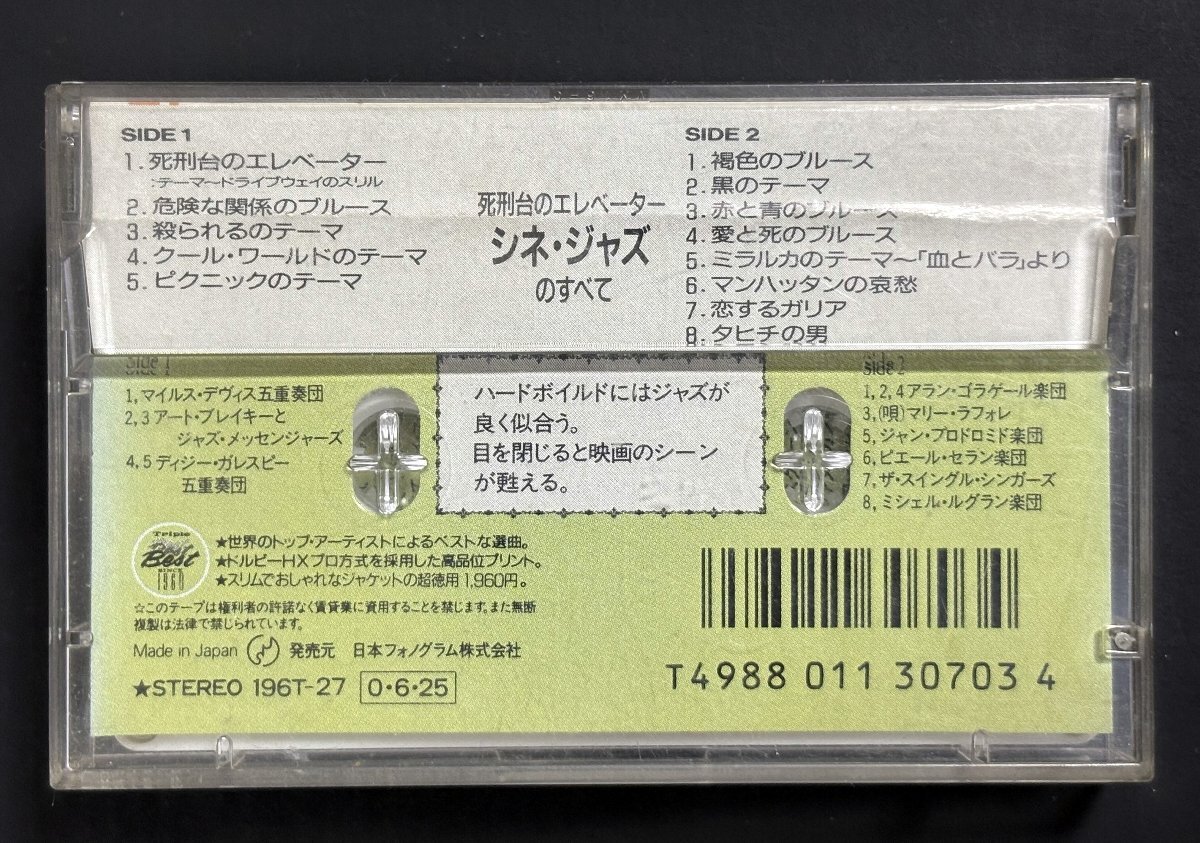 SIDE 1
1. 死刑台のエレベーター
:テーマ〜ドライブウェイのスリル
2. 危険な関係のブルース
3. 殺られるのテーマ
4. クール・ワールドのテーマ
5. ピクニックのテーマ
死刑台のエレベーター
シネ・ジャズ
のすべて
SIDE 2
1. 褐色のブルース
2. 黒のテーマ
3. 赤と青のブルース
4. 愛と死のブルース
5. ミラルカのテーマ〜「血とバラ」より
6. マンハッタンの哀愁
7. 恋するガリア
8. タヒチの男
Side 1
1, マイルス・デヴィス五重奏団
2, 3 アート・ブレイキーと
ジャズ・メッセンジャーズ
4, 5 ディジー・ガレスピー
五重奏団
ハードボイルドにはジャズが
良く似合う。
目を閉じると映画のシーン
が甦える。
Side 2
1, 2, 4 アラン・ゴラゲール楽団
3, (唄) マリー・ラフォレ
5, ジャン・プロドロミド楽団
6, ピエール・セラン楽団
7, ザ・スイングル・シンガーズ
8, ミシェル・ルグラン楽団
Triple
Best
SINCE
1960
★世界のトップ・アーティストによるベストな選曲。
★ドルビーHXプロ方式を採用した高品位プリント。
★スリムでおしゃれなジャケットの超徳用1,960円。
☆このテープは権利者の許諾なく賃貸業に資用することを禁じます。また無断
複製は法律で禁じられています。
Made in Japan 発売元 日本フォノグラム株式会社
★STEREO 196T-27 0・6・25
T4988 011 30703 4